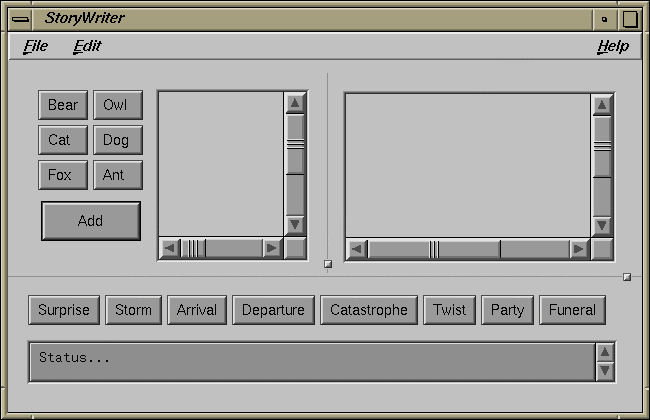 StoryWriter
File Edit Help
Bear Owl
Cat Dog
Fox Ant
Add
Surprise Storm Arrival Departure Catastrophe Twist Party Funeral
Status...